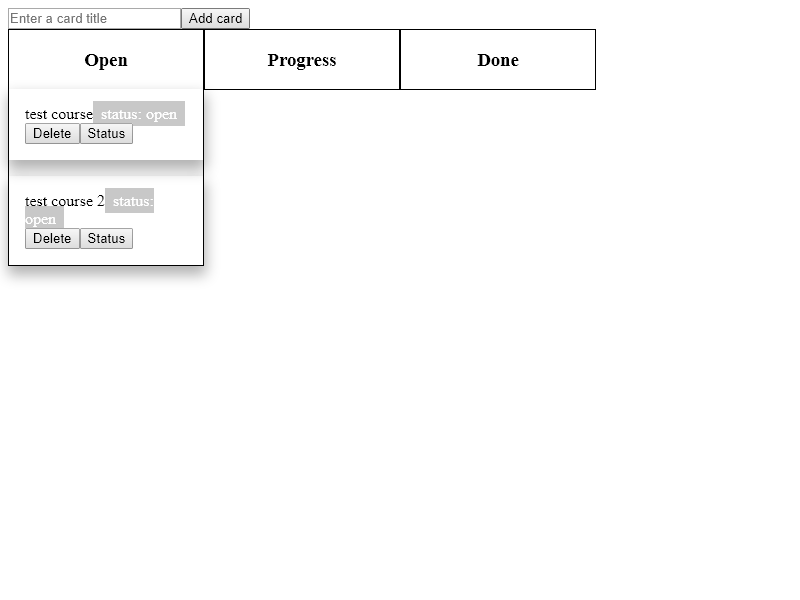 Enter a card title Add card
Open Progress Done
test course status: open
Delete Status
test course 2 status:
open
Delete Status